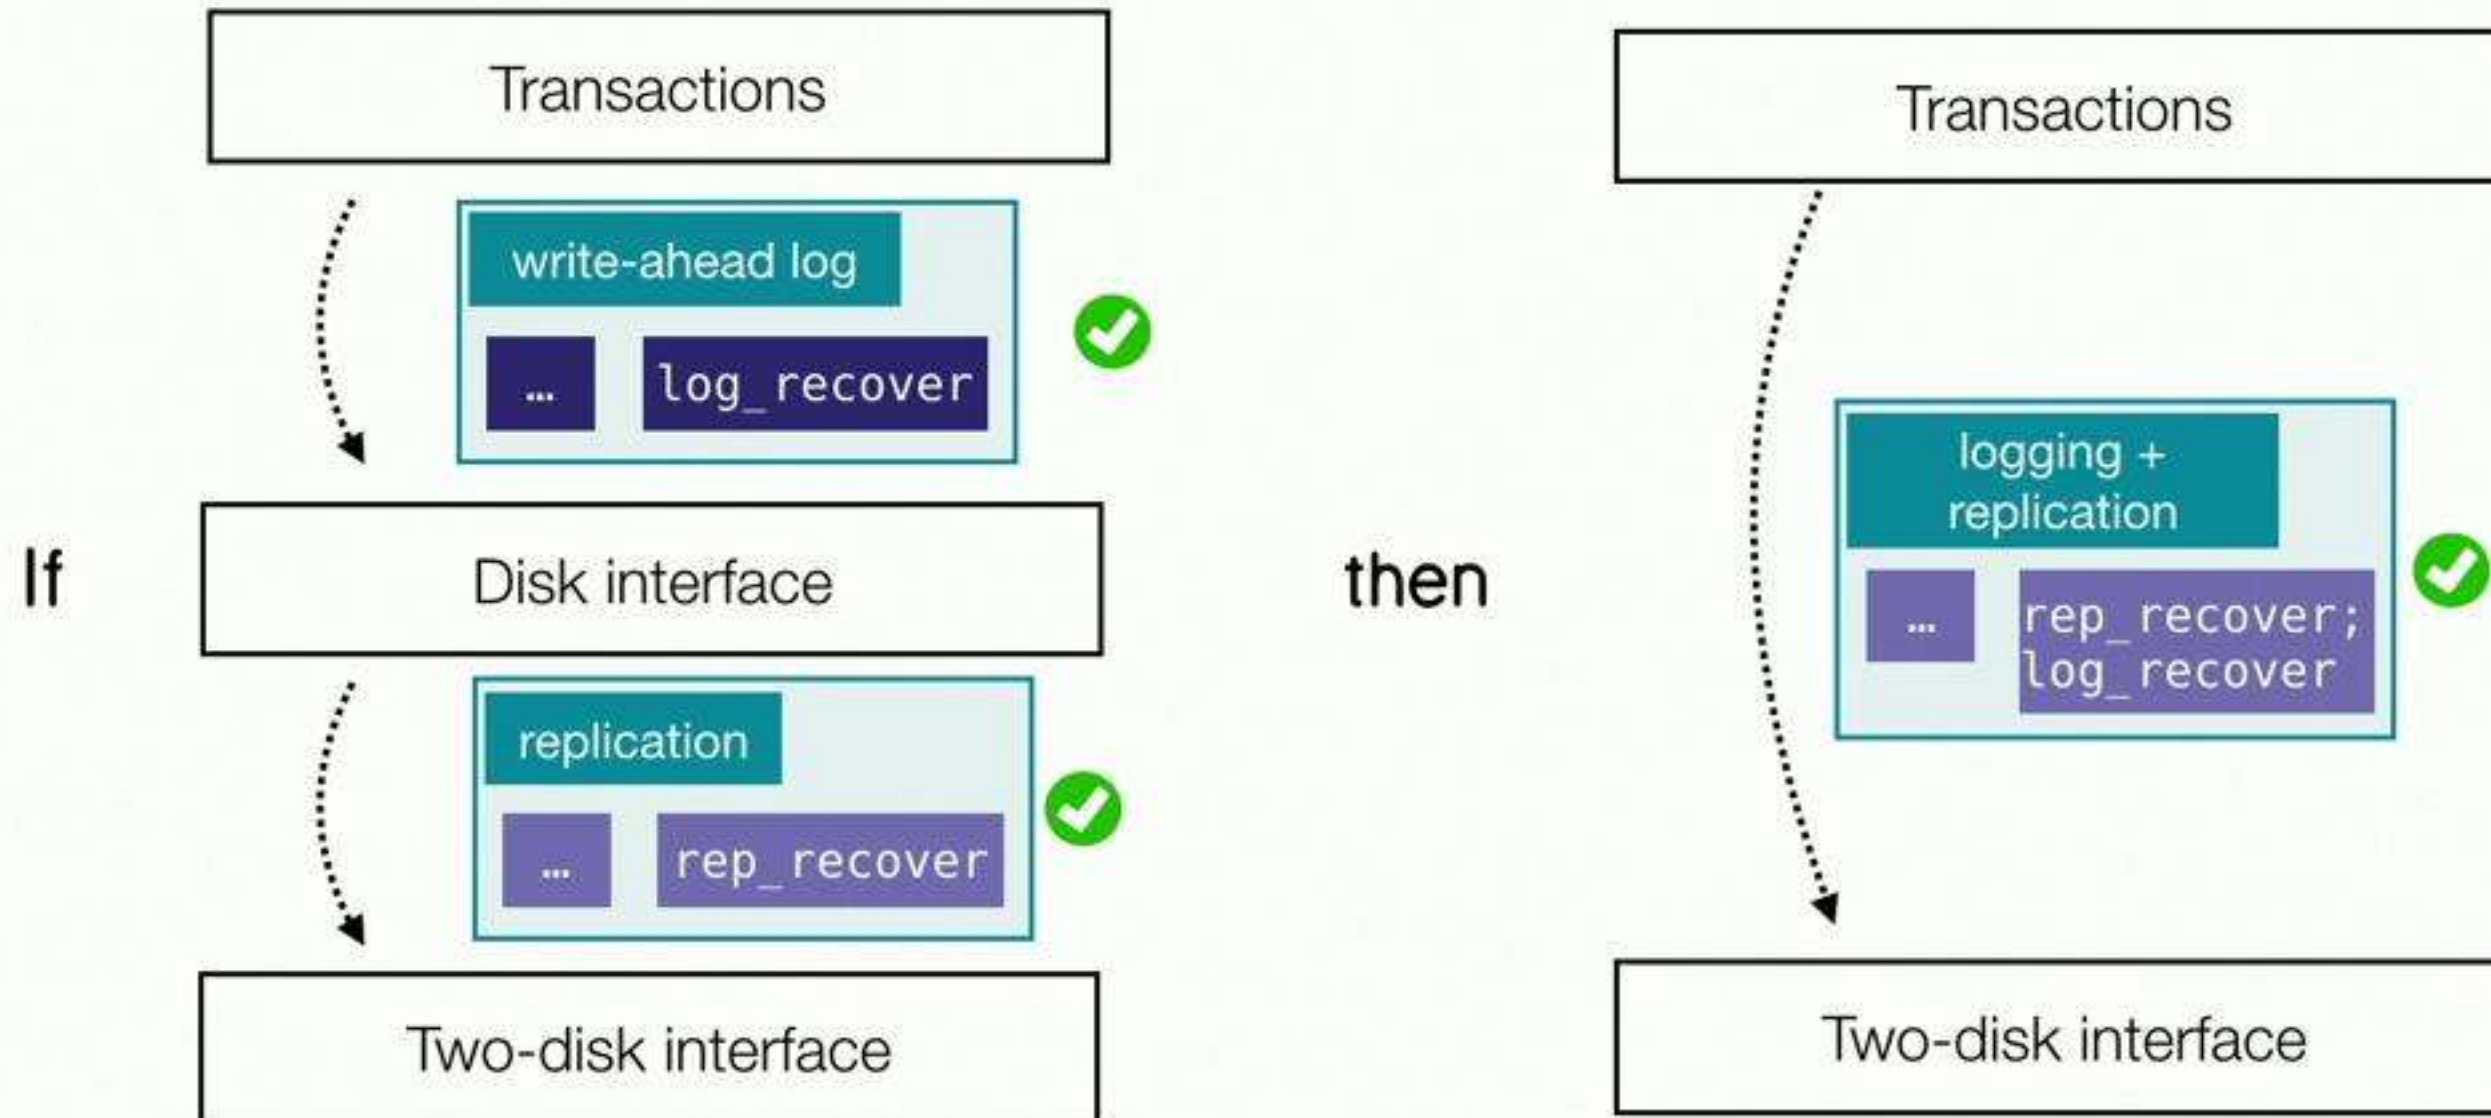 If
Transactions
write-ahead log
… log_recover
Disk interface
replication
… rep_recover
Two-disk interface
then
Transactions
logging +
replication
… rep_recover;
log_recover
Two-disk interface